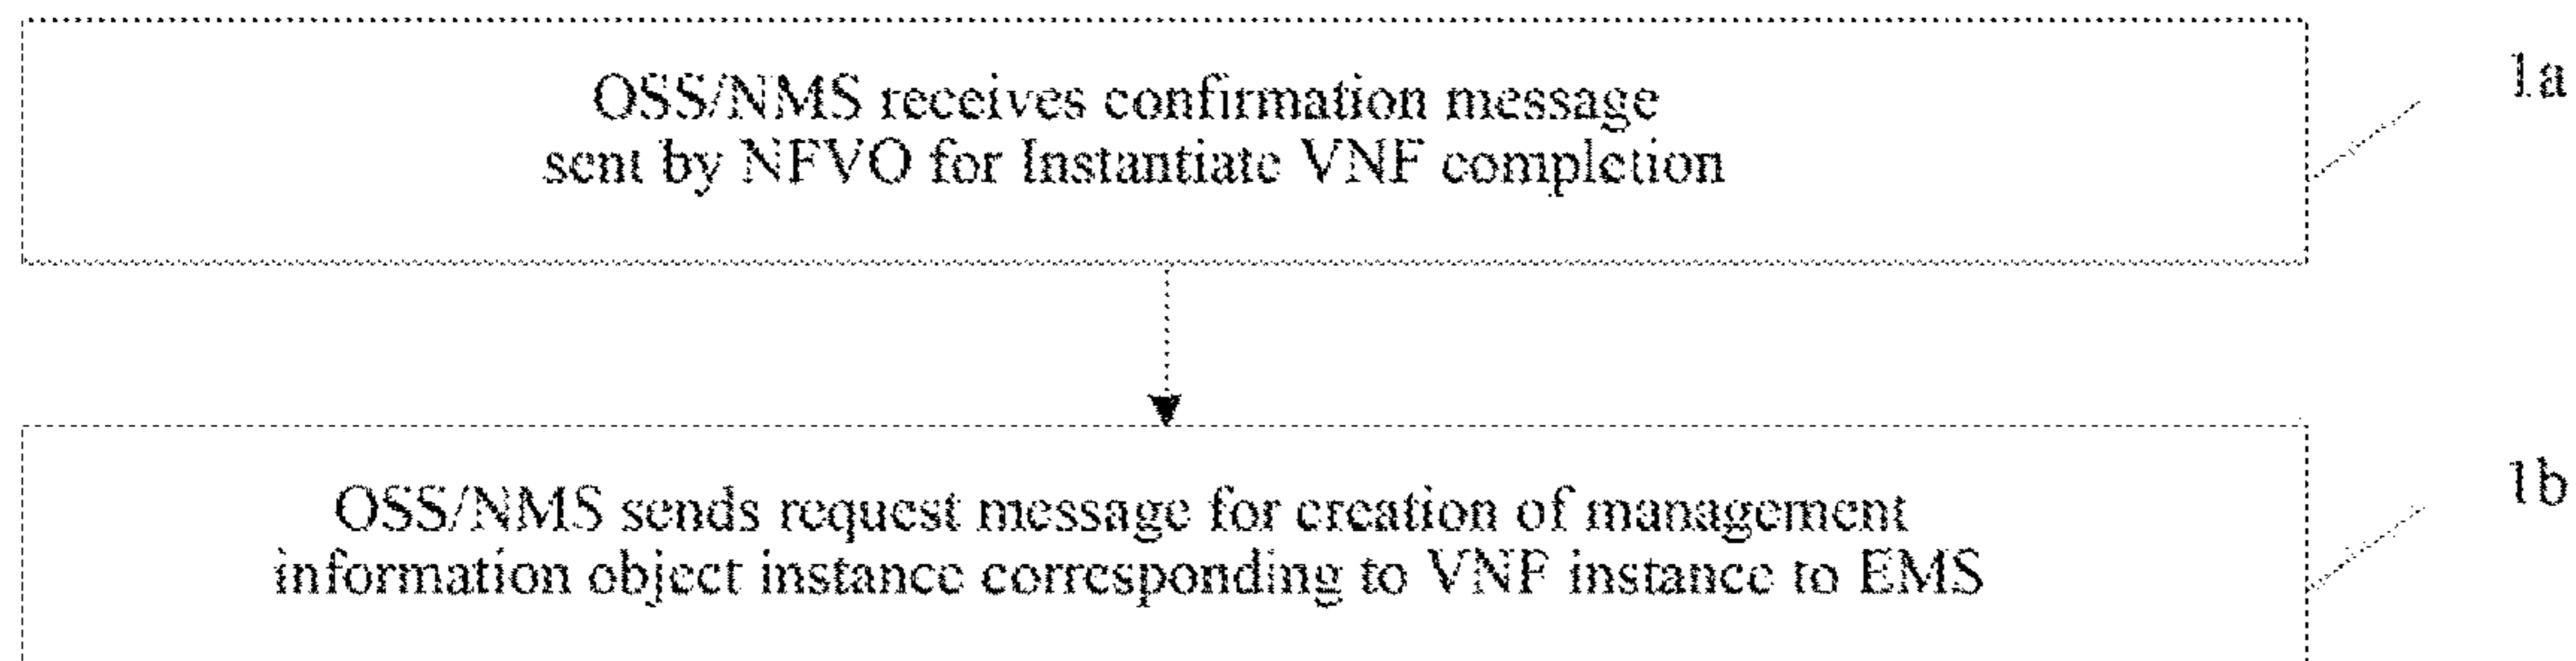 OSS/NMS receives confirmation message
sent by NFVO for Instantiate VNF completion
1a
OSS/NMS sends request message for creation of management
information object instance corresponding to VNF instance to EMS
1b